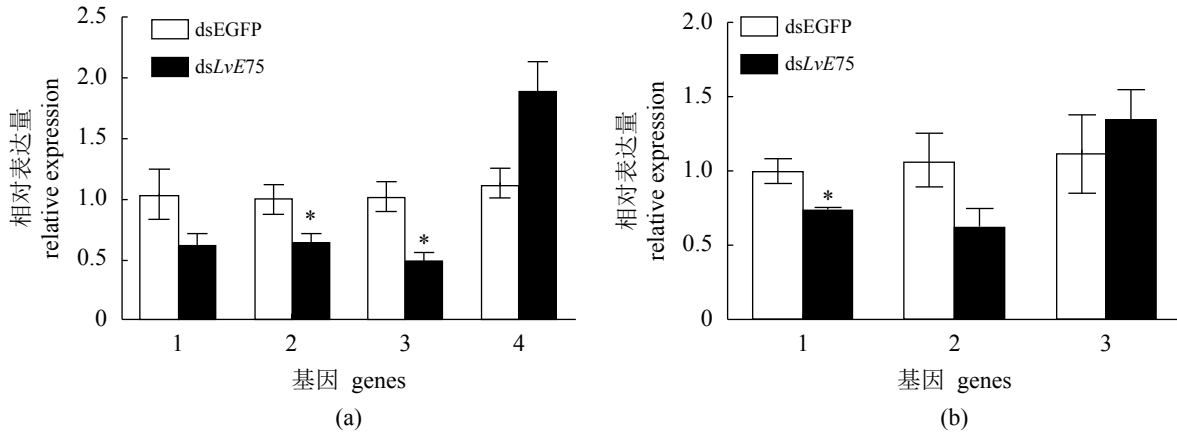 dsEGFP
dsLvE75
相对表达量
relative expression
2.5
2.0
1.5
1.0
0.5
0
*
*
1 2 3 4
基因 genes
(a)
dsEGFP
dsLvE75
相对表达量
relative expression
2.0
1.5
1.0
0.5
0
*
1 2 3
基因 genes
(b)